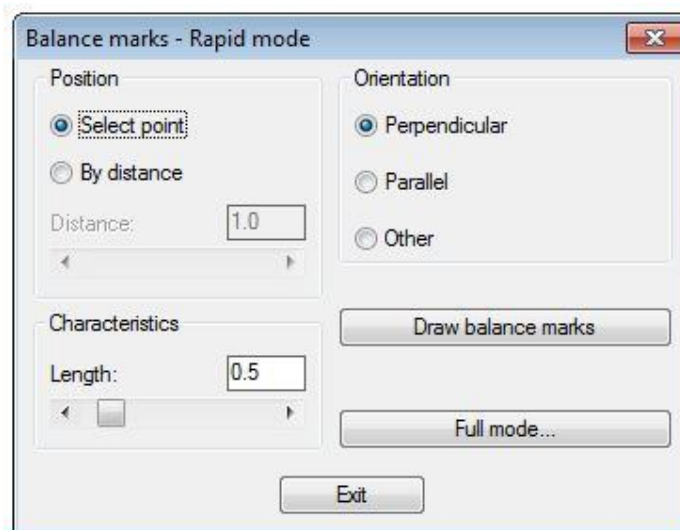 Balance marks - Rapid mode
Position
Select point
By distance
Distance: 1.0
Orientation
Perpendicular
Parallel
Other
Characteristics
Length: 0.5
Draw balance marks
Full mode...
Exit